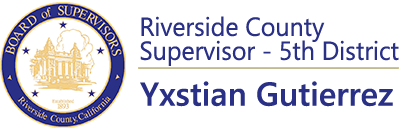 BOARD of SUPERVISORS
Riverside County, California
Riverside County
Supervisor - 5th District
Yxstian Gutierrez